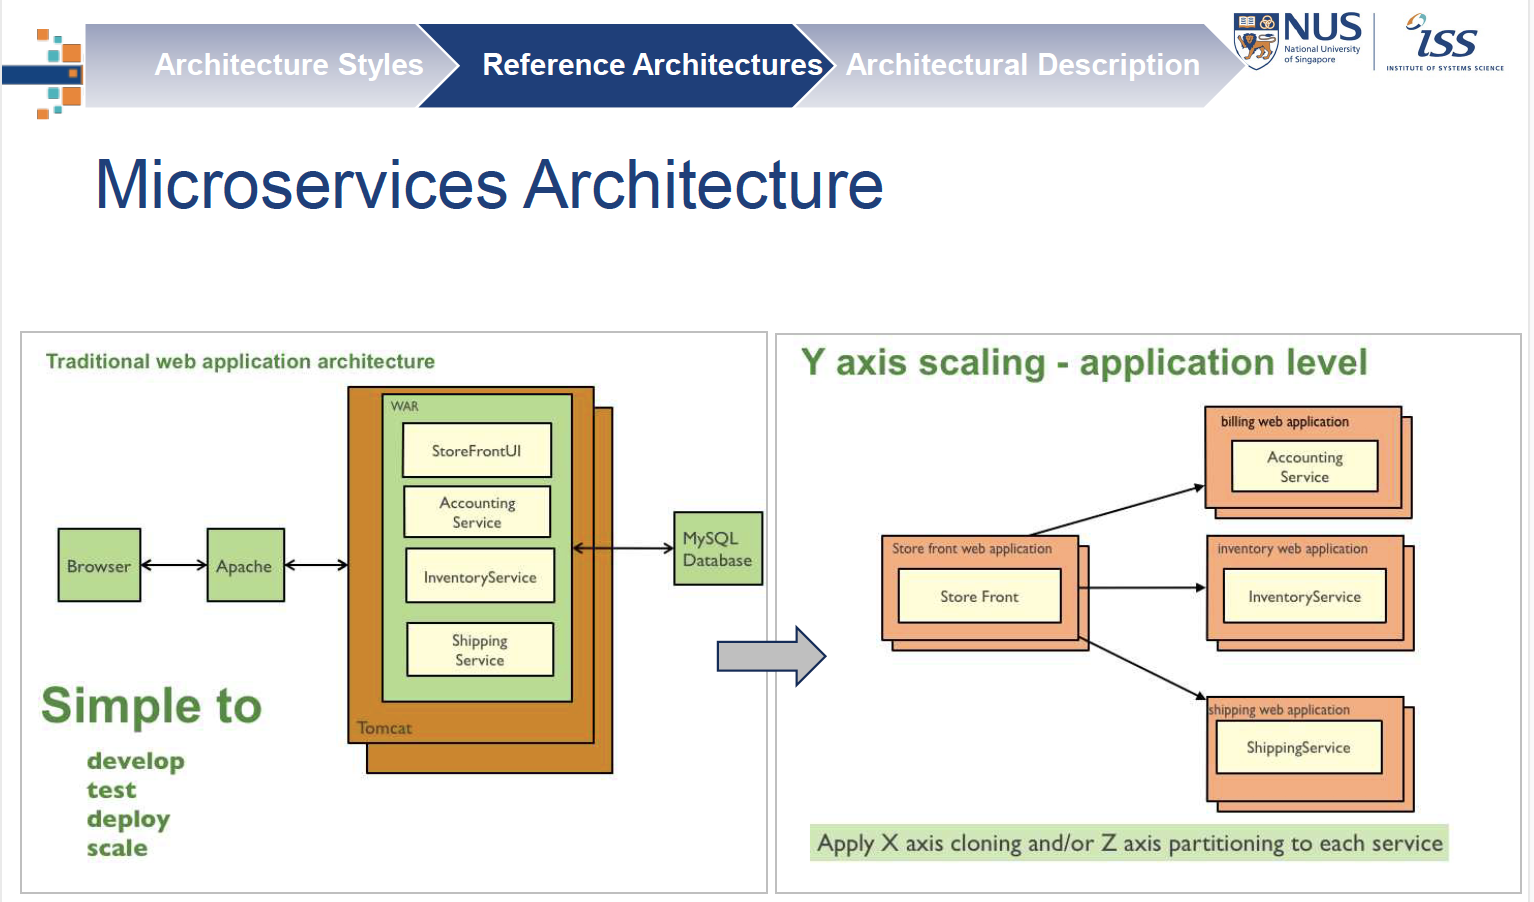 Architecture Styles
Reference Architectures
Architectural Description
NUS
National University
of Singapore
iss
INSTITUTE OF SYSTEMS SCIENCE
Microservices Architecture
Traditional web application architecture
WAR
StoreFrontUI
Accounting
Service
InventoryService
Shipping
Service
Tomcat
Browser
Apache
MySQL
Database
Simple to
develop
test
deploy
scale
Y axis scaling - application level
billing web application
Accounting
Service
Store front web application
Store Front
inventory web application
InventoryService
shipping web application
ShippingService
Apply X axis cloning and/or Z axis partitioning to each service